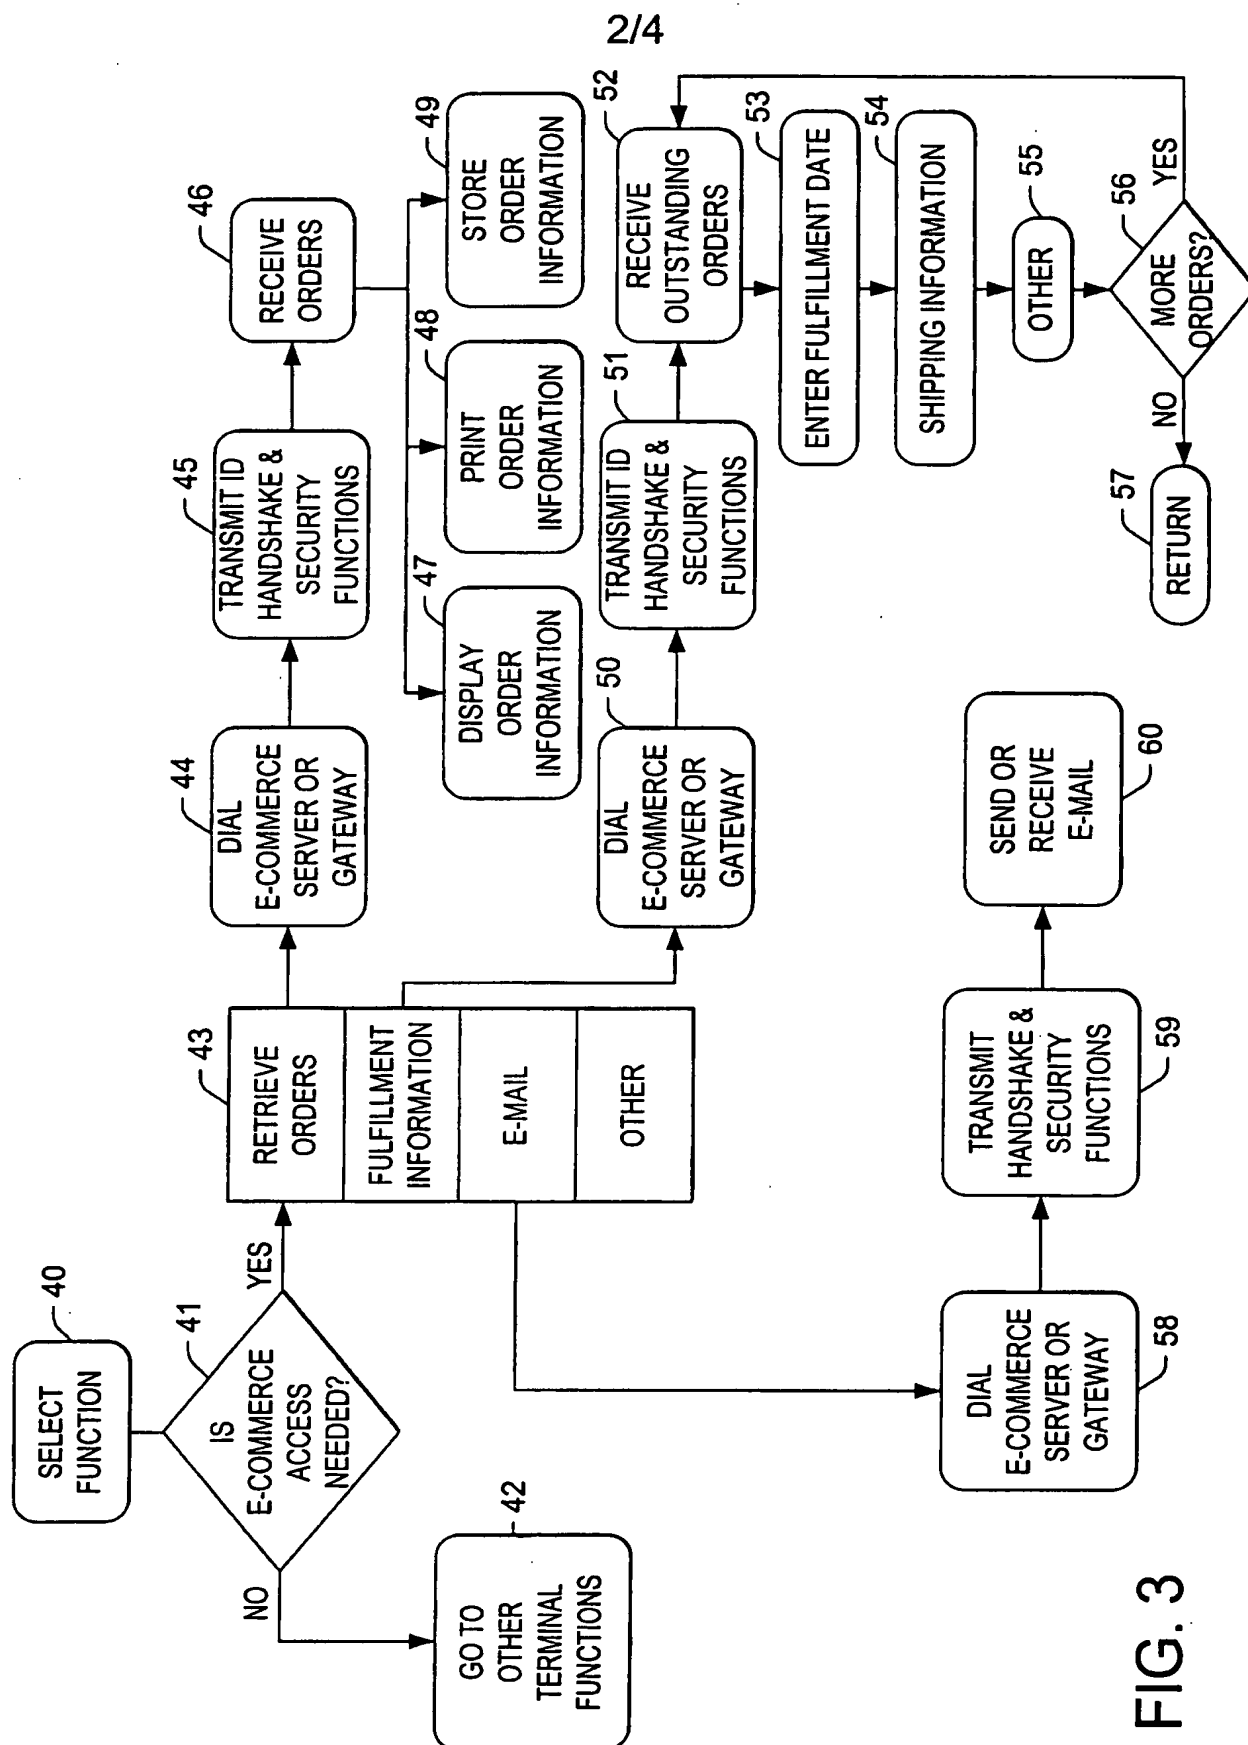 2/4
40
SELECT
FUNCTION
41
IS
E-COMMERCE
ACCESS
NEEDED?
YES
NO
42
GO TO
OTHER
TERMINAL
FUNCTIONS
43
RETRIEVE
ORDERS
FULFILLMENT
INFORMATION
E-MAIL
OTHER
44
DIAL
E-COMMERCE
SERVER OR
GATEWAY
45
TRANSMIT ID
HANDSHAKE &
SECURITY
FUNCTIONS
46
RECEIVE
ORDERS
47
DISPLAY
ORDER
INFORMATION
48
PRINT
ORDER
INFORMATION
49
STORE
ORDER
INFORMATION
50
DIAL
E-COMMERCE
SERVER OR
GATEWAY
51
TRANSMIT ID
HANDSHAKE &
SECURITY
FUNCTIONS
52
RECEIVE
OUTSTANDING
ORDERS
53
ENTER FULFILLMENT DATE
54
SHIPPING INFORMATION
55
OTHER
56
MORE
ORDERS?
YES
NO
57
RETURN
58
DIAL
E-COMMERCE
SERVER OR
GATEWAY
59
TRANSMIT
HANDSHAKE &
SECURITY
FUNCTIONS
60
SEND OR
RECEIVE
E-MAIL
FIG. 3